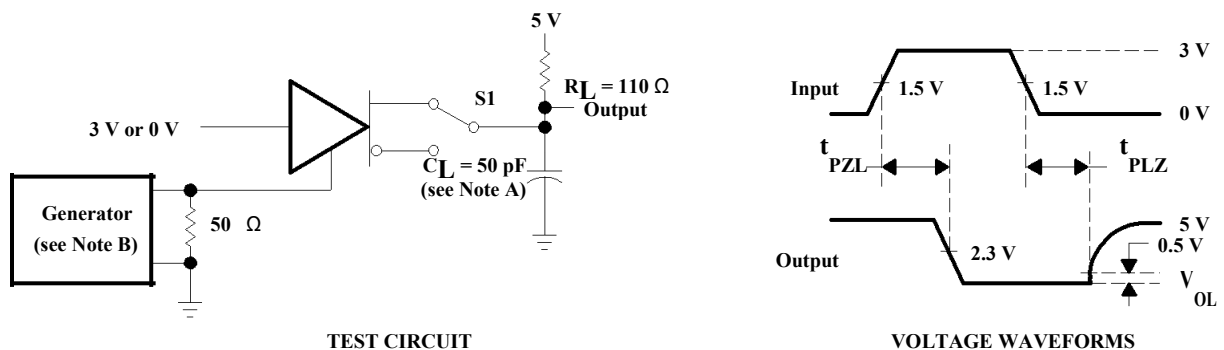 5 V
RL = 110 Ω
Output
S1
3 V or 0 V
CL = 50 pF
(see Note A)
Generator
(see Note B)
50 Ω
TEST CIRCUIT
3 V
Input
1.5 V
1.5 V
0 V
tPZL
tPLZ
5 V
0.5 V
Output
2.3 V
VOL
VOLTAGE WAVEFORMS